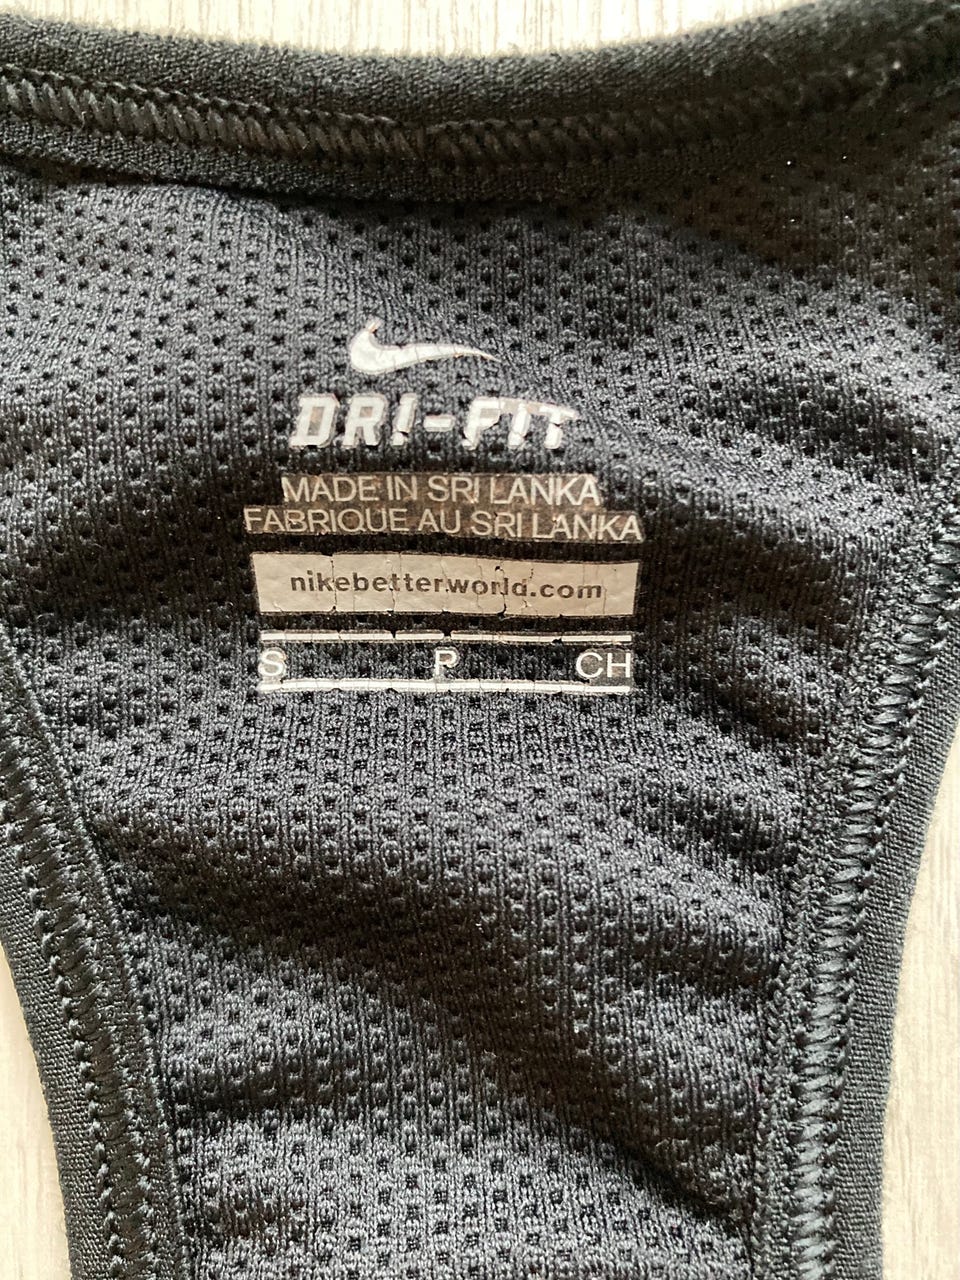 DRI-FIT
MADE IN SRI LANKA
FABRIQUE AU SRI LANKA
nikebetterworld.com
S P CH